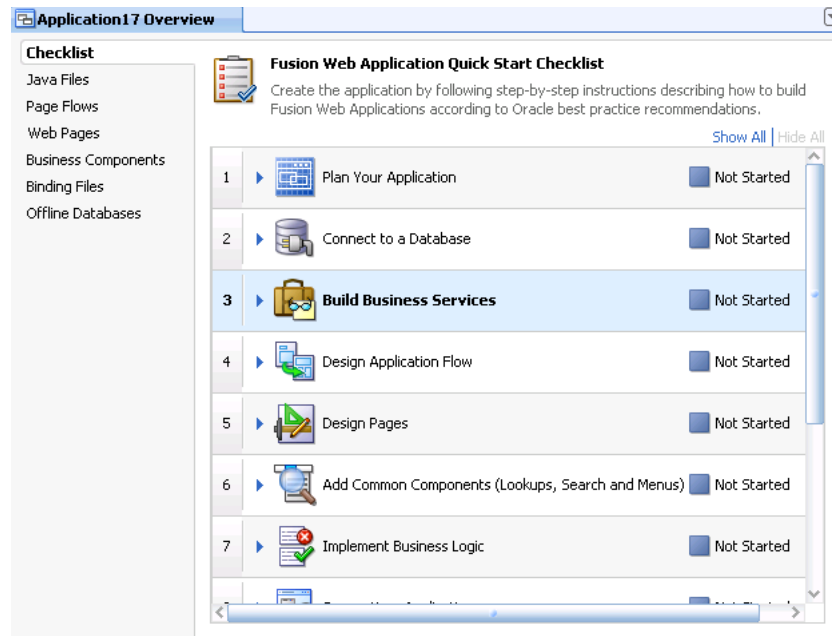 Application17 Overview
Checklist
Java Files
Page Flows
Web Pages
Business Components
Binding Files
Offline Databases
Fusion Web Application Quick Start Checklist
Create the application by following step-by-step instructions describing how to build
Fusion Web Applications according to Oracle best practice recommendations.
Show All | Hide All
1 Plan Your Application Not Started
2 Connect to a Database Not Started
3 Build Business Services Not Started
4 Design Application Flow Not Started
5 Design Pages Not Started
6 Add Common Components (Lookups, Search and Menus) Not Started
7 Implement Business Logic Not Started